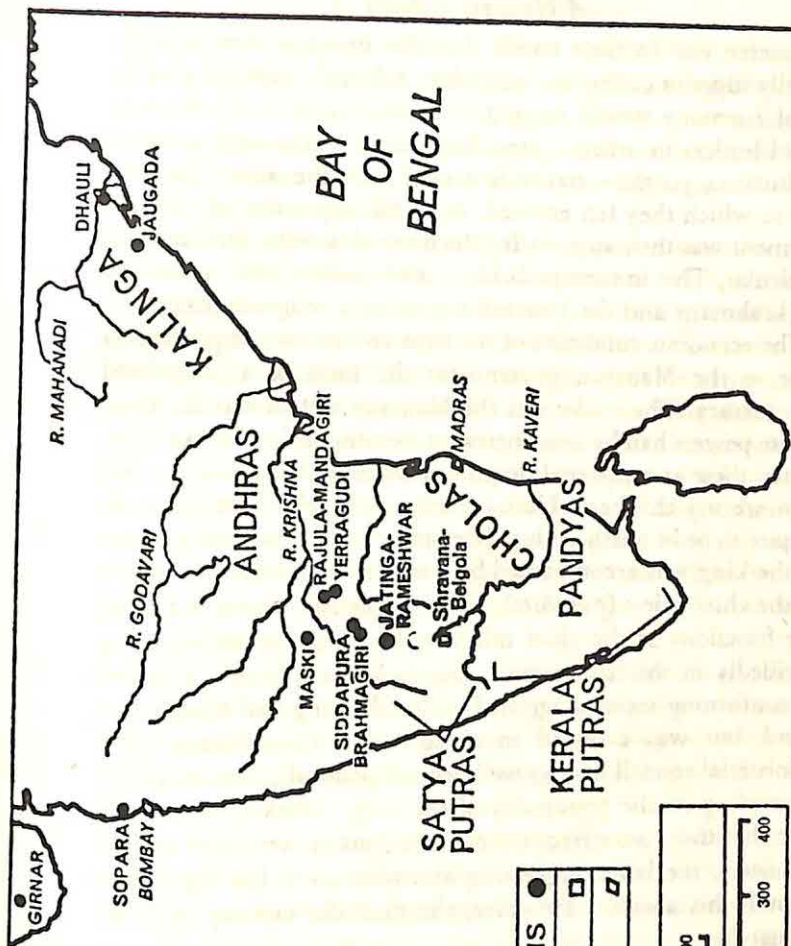 GIRNAR
SOPARA
BOMBAY
R. GODAVARI
R. MAHANADI
DHAULI
JAUGADA
KALINGA
ANDHRAS
R. KRISHNA
BAY
OF
BENGAL
MASKI
RAJULA-MANDAGIRI
YERRAGUDI
SIDDAPURA
BRAHMAGIRI
JATINGA-
RAMESHWAR
Shravana-
Belgola
CHOLAS
MADRAS
R. KAVERI
SATYA
PUTRAS
KERALA
PUTRAS
PANDYAS
300
400